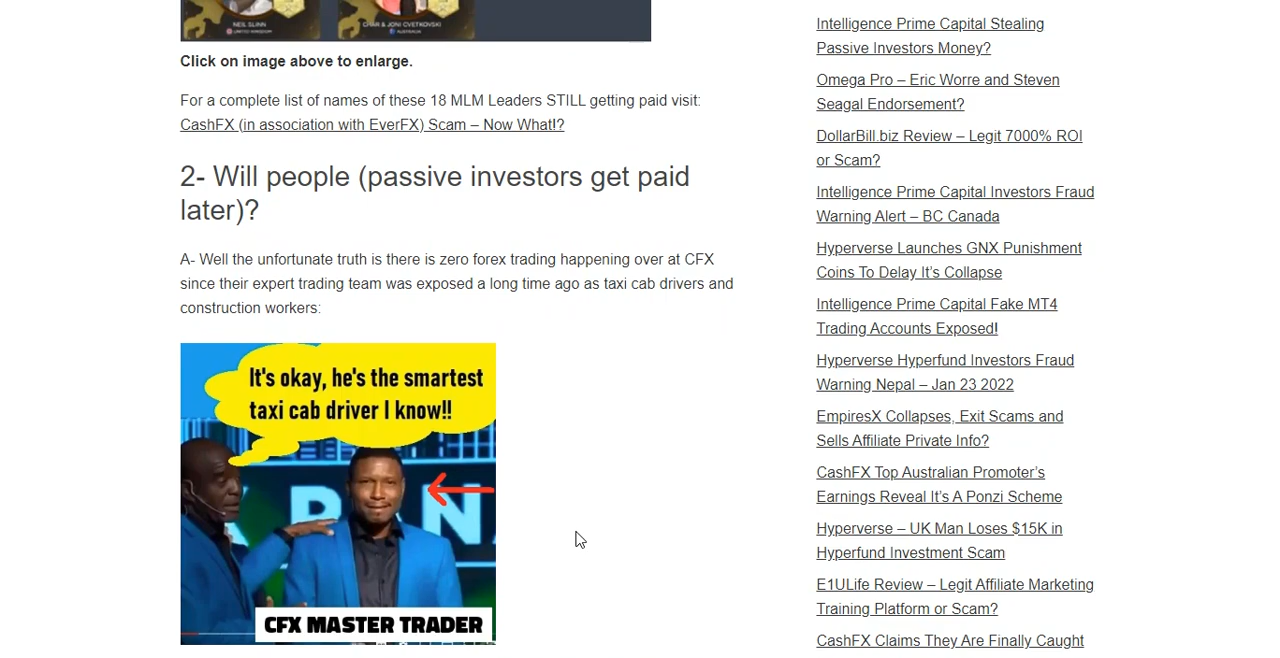 NEIL SLINN
UNITED KINGDOM
CHAR & JONI CVETKOVSKI
AUSTRALIA
Click on image above to enlarge.
For a complete list of names of these 18 MLM Leaders STILL getting paid visit:
CashFX (in association with EverFX) Scam – Now What!?
2- Will people (passive investors get paid
later)?
A- Well the unfortunate truth is there is zero forex trading happening over at CFX
since their expert trading team was exposed a long time ago as taxi cab drivers and
construction workers:
It's okay, he's the smartest
taxi cab driver I know!!
PAN
CFX MASTER TRADER
Intelligence Prime Capital Stealing
Passive Investors Money?
Omega Pro – Eric Worre and Steven
Seagal Endorsement?
DollarBill.biz Review – Legit 7000% ROI
or Scam?
Intelligence Prime Capital Investors Fraud
Warning Alert – BC Canada
Hyperverse Launches GNX Punishment
Coins To Delay It’s Collapse
Intelligence Prime Capital Fake MT4
Trading Accounts Exposed!
Hyperverse Hyperfund Investors Fraud
Warning Nepal – Jan 23 2022
EmpiresX Collapses, Exit Scams and
Sells Affiliate Private Info?
CashFX Top Australian Promoter’s
Earnings Reveal It’s A Ponzi Scheme
Hyperverse – UK Man Loses $15K in
Hyperfund Investment Scam
E1ULife Review – Legit Affiliate Marketing
Training Platform or Scam?
CashFX Claims They Are Finally Caught